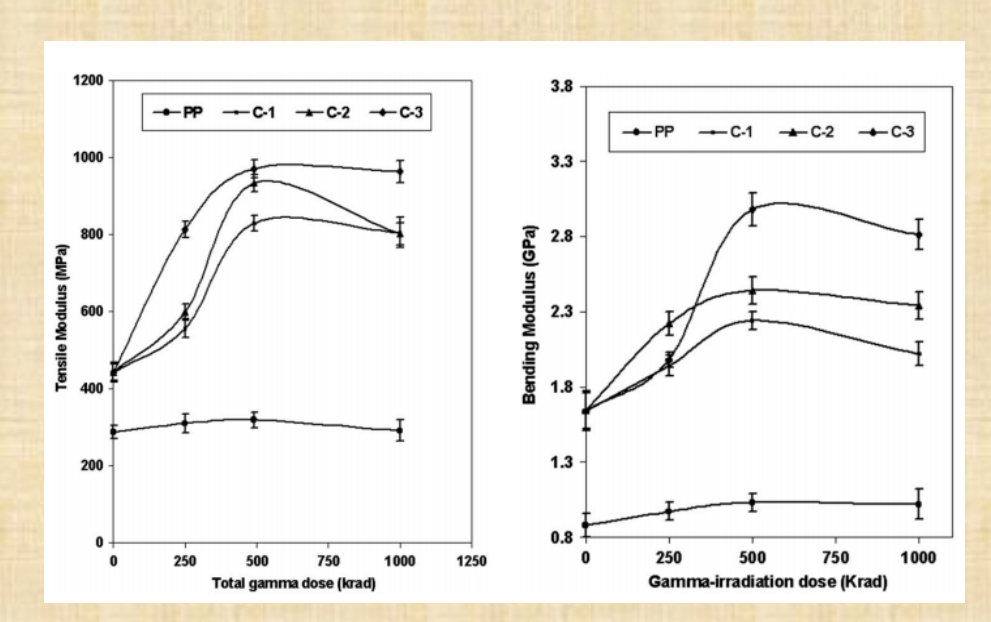 1200
1000
800
600
400
200
0
Tensile Modulus (MPa)
PP C-1 C-2 C-3
0 250 500 750 1000 1250
Total gamma dose (krad)
3.8
3.3
2.8
2.3
1.8
1.3
0.8
Bending Modulus (GPa)
PP C-1 C-2 C-3
0 250 500 750 1000
Gamma-irradiation dose (Krad)